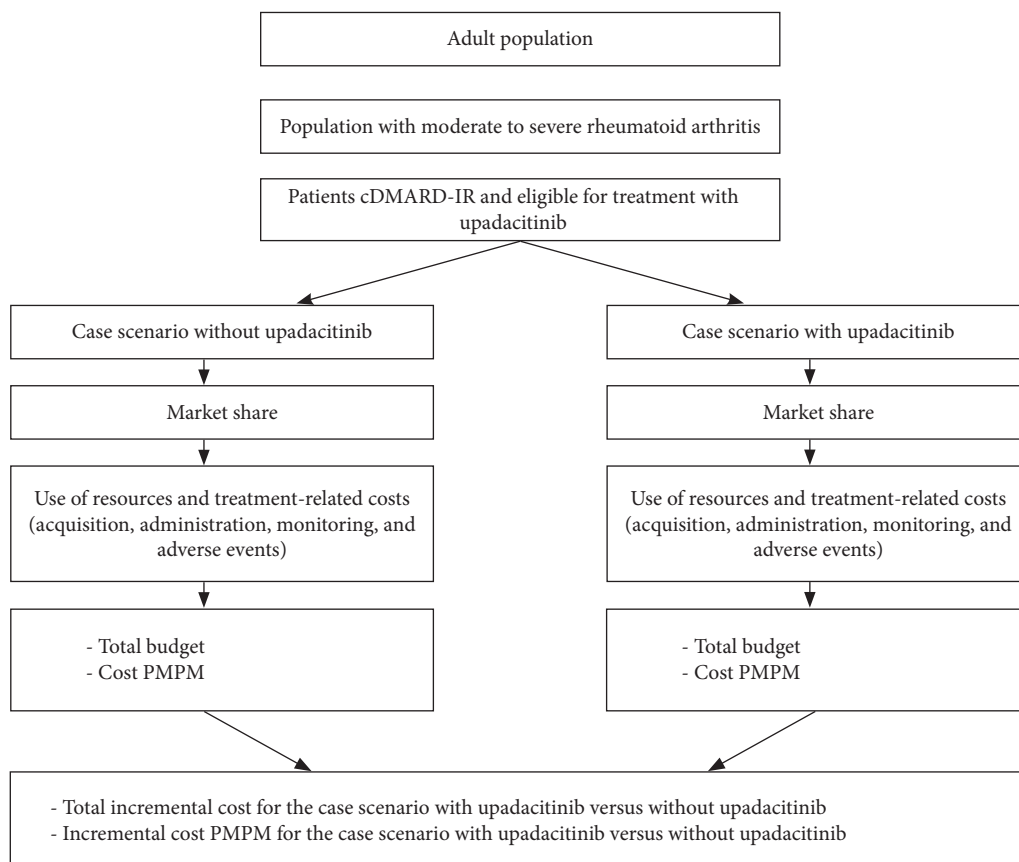 Adult population
Population with moderate to severe rheumatoid arthritis
Patients cDMARD-IR and eligible for treatment with
upadacitinib
Case scenario without upadacitinib
Case scenario with upadacitinib
Market share
Market share
Use of resources and treatment-related costs
(acquisition, administration, monitoring, and
adverse events)
Use of resources and treatment-related costs
(acquisition, administration, monitoring, and
adverse events)
- Total budget
- Cost PMPM
- Total budget
- Cost PMPM
- Total incremental cost for the case scenario with upadacitinib versus without upadacitinib
- Incremental cost PMPM for the case scenario with upadacitinib versus without upadacitinib